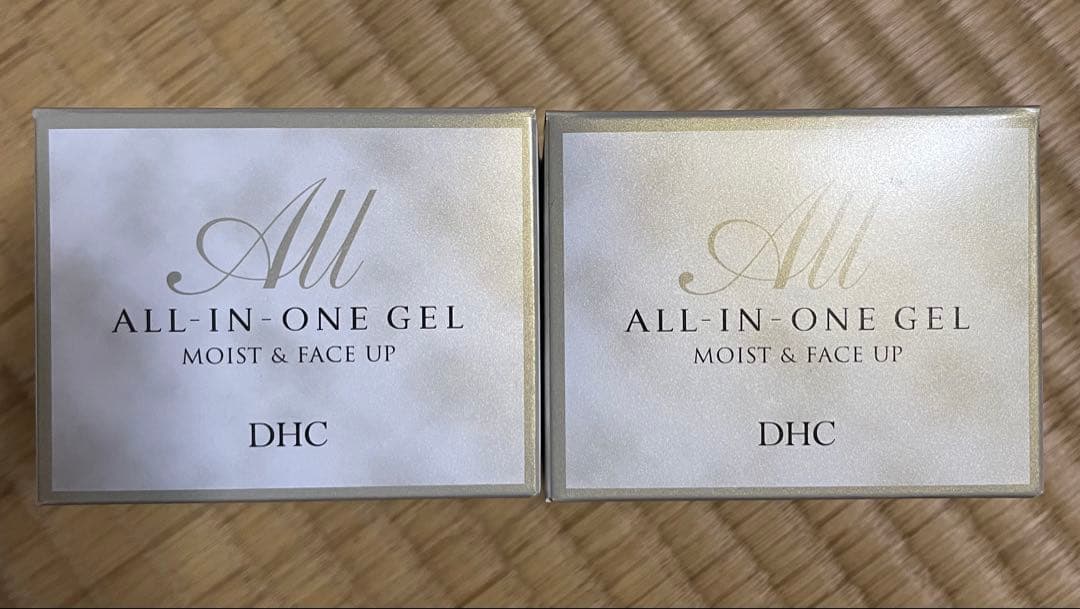 All
ALL-IN-ONE GEL
MOIST & FACE UP
DHC
All
ALL-IN-ONE GEL
MOIST & FACE UP
DHC